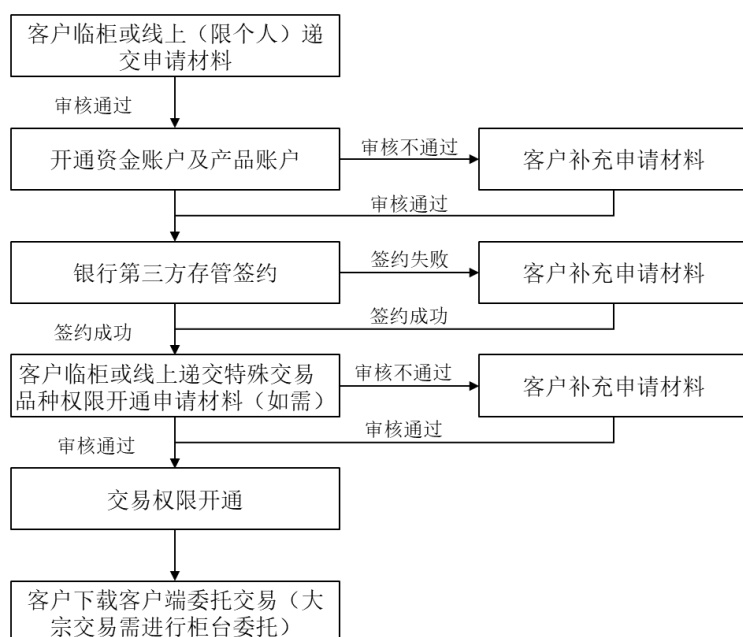 客户临柜或线上（限个人）递
交申请材料
审核通过
开通资金账户及产品账户
审核不通过
客户补充申请材料
审核通过
银行第三方存管签约
签约失败
客户补充申请材料
签约成功
签约成功
客户临柜或线上递交特殊交易
品种权限开通申请材料（如需）
审核不通过
客户补充申请材料
审核通过
审核通过
交易权限开通
客户下载客户端委托交易（大
宗交易需进行柜台委托）